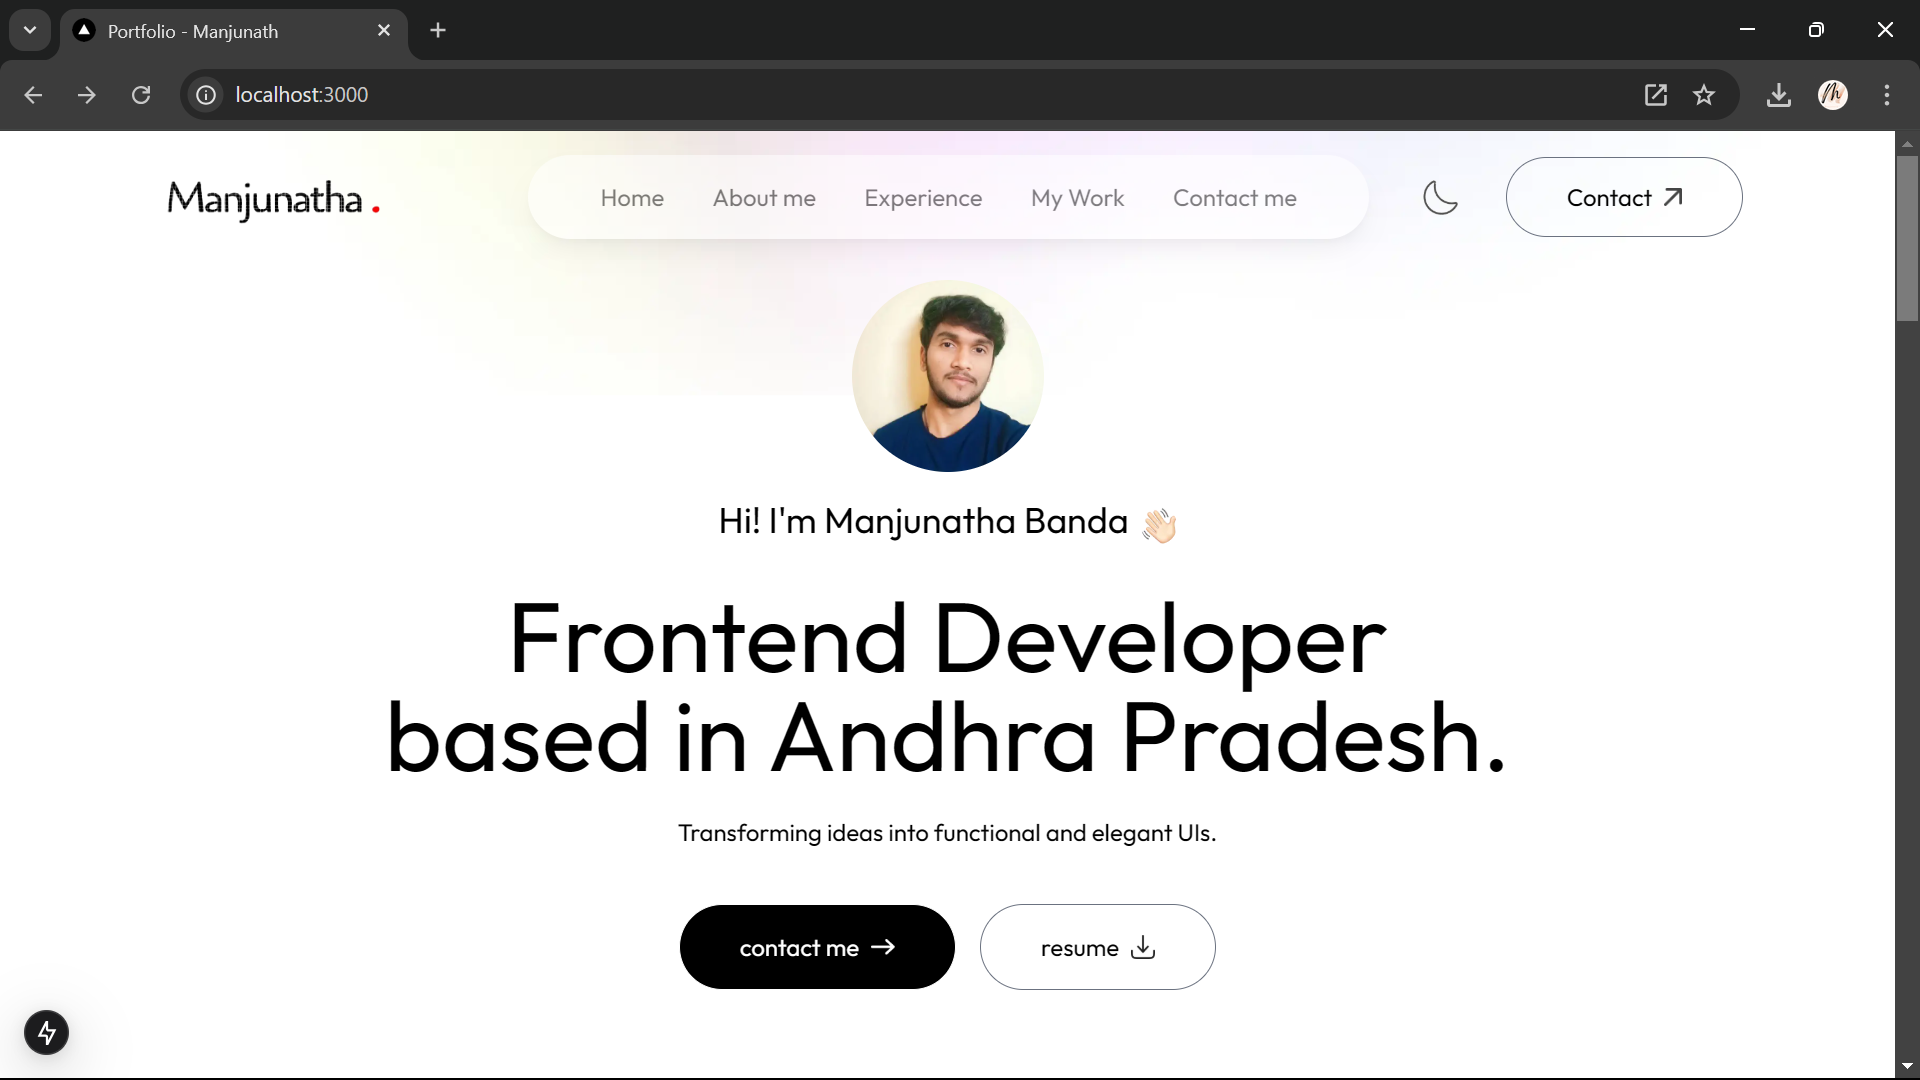 Portfolio - Manjunath
localhost:3000
Manjunatha .
Home About me Experience My Work Contact me
Contact
Hi! I'm Manjunatha Banda 👋🏻
Frontend Developer
based in Andhra Pradesh.
Transforming ideas into functional and elegant UIs.
contact me
resume